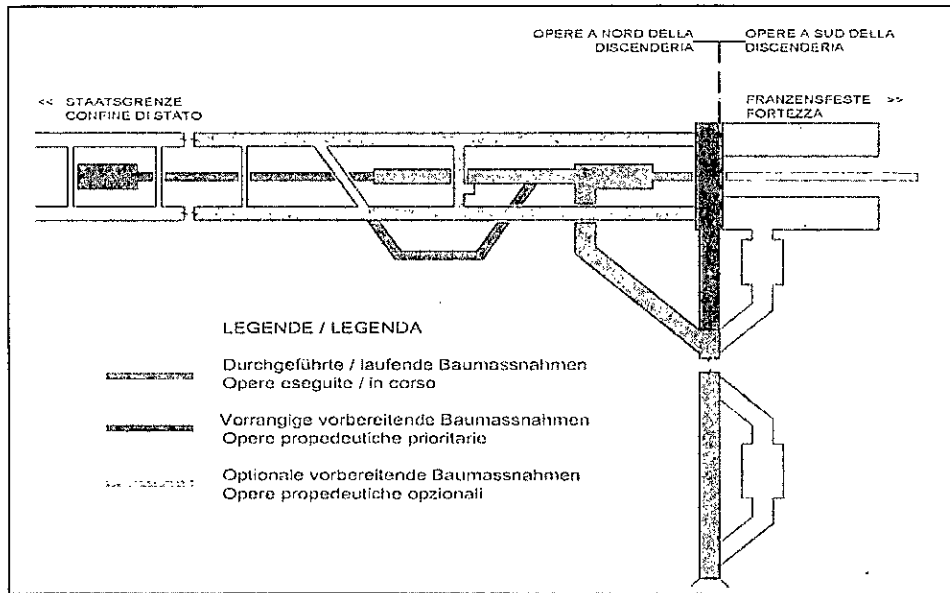 OPERE A NORD DELLA
DISCENDERIA
OPERE A SUD DELLA
DISCENDERIA
<< STAATSGRENZE
CONFINE DI STATO
FRANZENSFESTE >>
FORTEZZA
LEGENDE / LEGENDA
Durchgeführte / laufende Baumassnahmen
Opere eseguite / in corso
Vorrangige vorbereitende Baumassnahmen
Opere propedeutiche prioritarie
Optionale vorbereitende Baumassnahmen
Opere propedeutiche opzionali